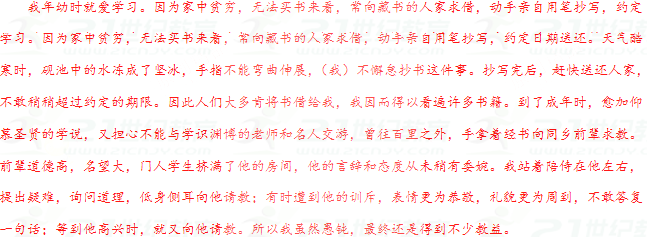 我年幼时就爱学习。因为家中贫穷，无法买书来看，常向藏书的人家求借，动手亲自用笔抄写，约定
学习。因为家中贫穷，无法买书来看，常向藏书的人家求借，动手亲自用笔抄写，约定日期送还。天气酷
寒时，砚池中的水冻成了坚冰，手指不能弯曲伸展，（我）不懈怠抄书这件事。抄写完后，赶快送还人家，
不敢稍稍超过约定的期限。因此人们大多肯将书借给我，我因而得以看遍许多书籍。到了成年时，愈加仰
慕圣贤的学说，又担心不能与学识渊博的老师和名人交游，曾往百里之外，手拿着经书向同乡前辈求教。
前辈道德高，名望大，门人学生挤满了他的房间，他的言辞和态度从未稍有委婉。我站着陪侍在他左右，
提出疑难，询问道理，低身侧耳向他请教；有时遭到他的训斥，表情更为恭敬，礼貌更为周到，不敢答复
一句话；等到他高兴时，就又向他请教。所以我虽然愚钝，最终还是得到不少教益。